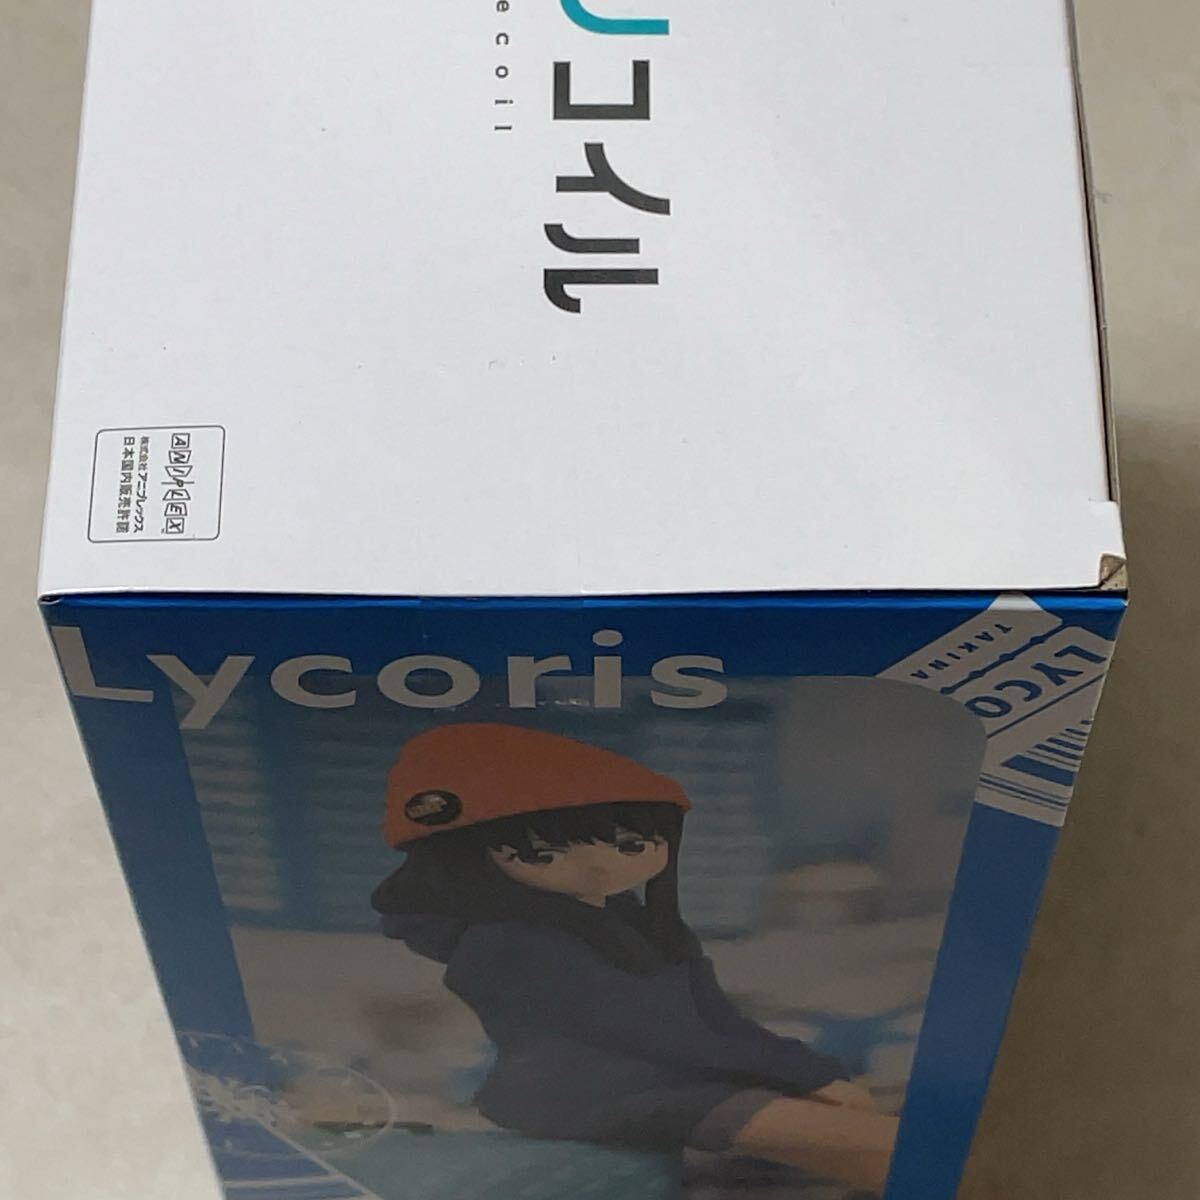 リコイル
ecoil
ANIPLEX
株式会社アニプレックス
日本国内販売許諾
Lycoris
TAKINA
LYCO